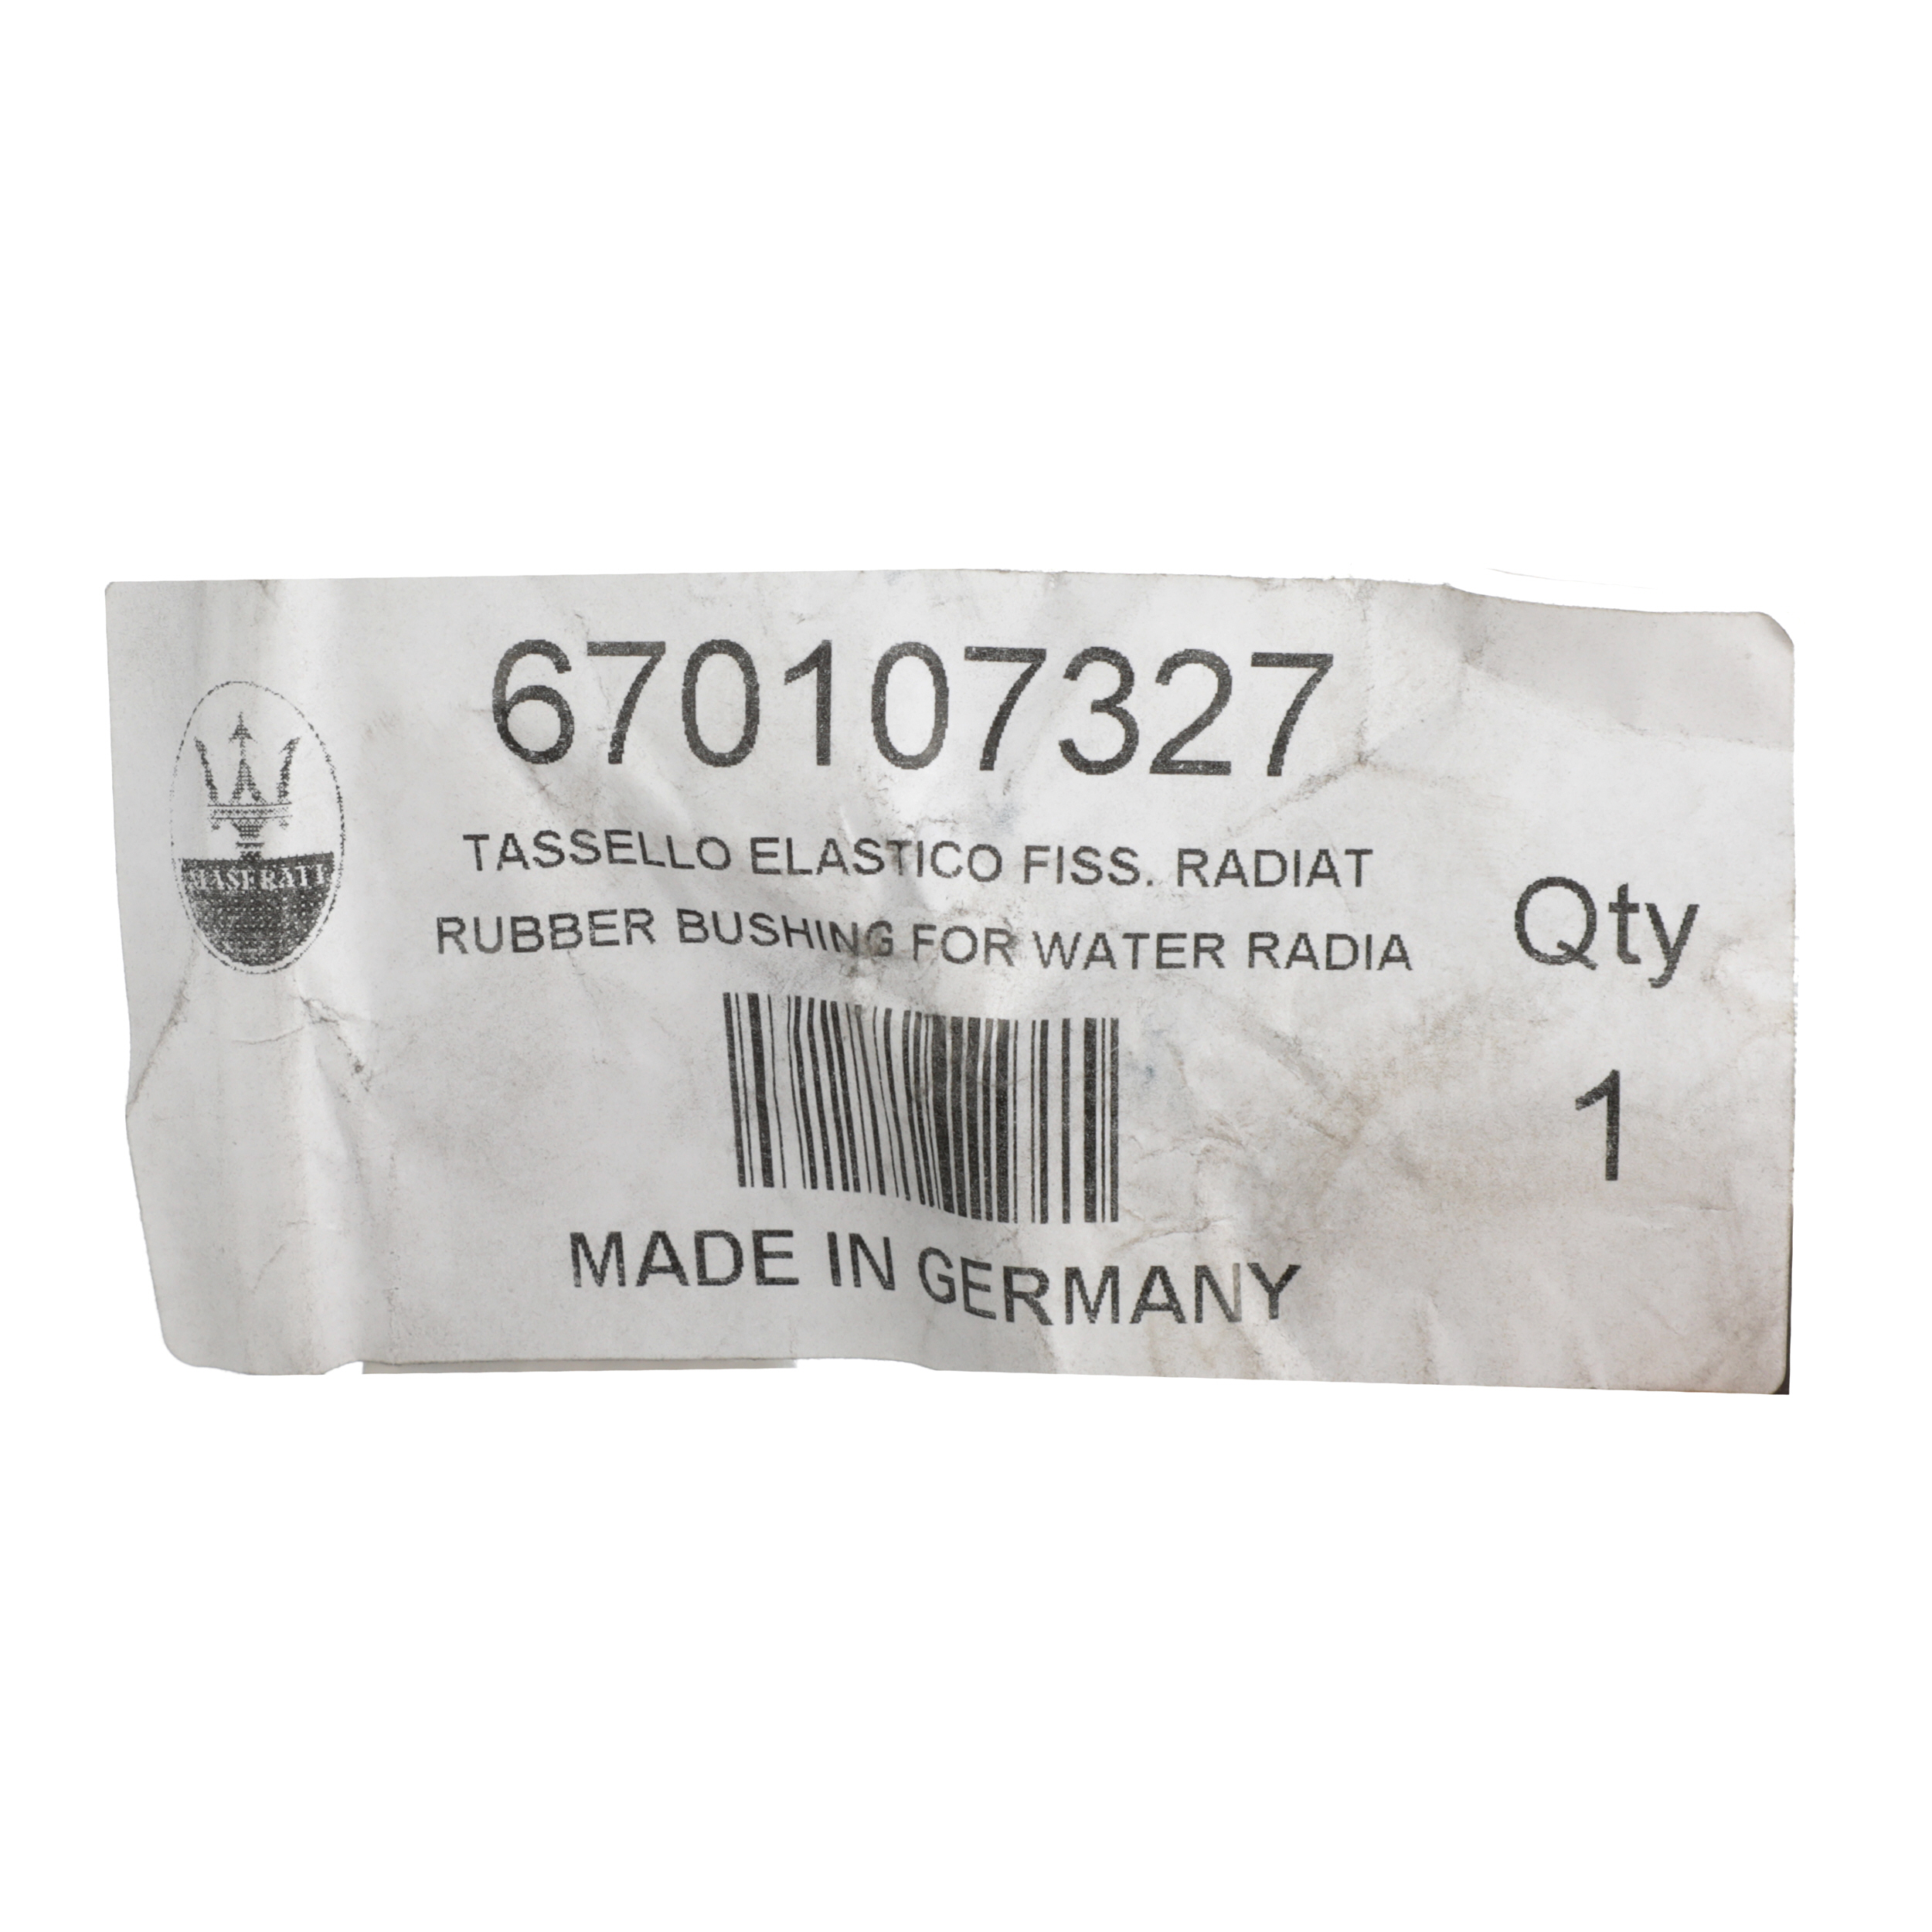 670107327
MASERATI
TASSELLO ELASTICO FISS. RADIAT
RUBBER BUSHING FOR WATER RADIA
Qty
1
MADE IN GERMANY